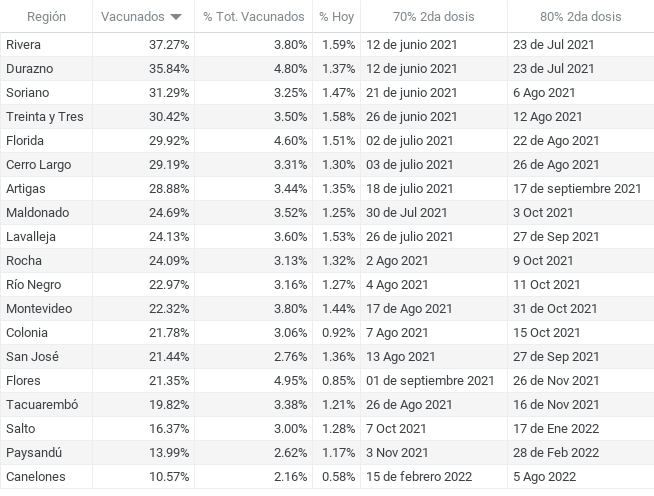 Región Vacunados % Tot. Vacunados % Hoy 70% 2da dosis 80% 2da dosis
Rivera 37.27% 3.80% 1.59% 12 de junio 2021 23 de Jul 2021
Durazno 35.84% 4.80% 1.37% 12 de junio 2021 23 de Jul 2021
Soriano 31.29% 3.25% 1.47% 21 de junio 2021 6 Ago 2021
Treinta y Tres 30.42% 3.50% 1.58% 26 de junio 2021 12 Ago 2021
Florida 29.92% 4.60% 1.51% 02 de julio 2021 22 de Ago 2021
Cerro Largo 29.19% 3.31% 1.30% 03 de julio 2021 26 de Ago 2021
Artigas 28.88% 3.44% 1.35% 18 de julio 2021 17 de septiembre 2021
Maldonado 24.69% 3.52% 1.25% 30 de Jul 2021 3 Oct 2021
Lavalleja 24.13% 3.60% 1.53% 26 de julio 2021 27 de Sep 2021
Rocha 24.09% 3.13% 1.32% 2 Ago 2021 9 Oct 2021
Río Negro 22.97% 3.16% 1.27% 4 Ago 2021 11 Oct 2021
Montevideo 22.32% 3.80% 1.44% 17 de Ago 2021 31 de Oct 2021
Colonia 21.78% 3.06% 0.92% 7 Ago 2021 15 Oct 2021
San José 21.44% 2.76% 1.36% 13 Ago 2021 27 de Sep 2021
Flores 21.35% 4.95% 0.85% 01 de septiembre 2021 26 de Nov 2021
Tacuarembó 19.82% 3.38% 1.21% 26 de Ago 2021 16 de Nov 2021
Salto 16.37% 3.00% 1.28% 7 Oct 2021 17 de Ene 2022
Paysandú 13.99% 2.62% 1.17% 3 Nov 2021 28 de Feb 2022
Canelones 10.57% 2.16% 0.58% 15 de febrero 2022 5 Ago 2022